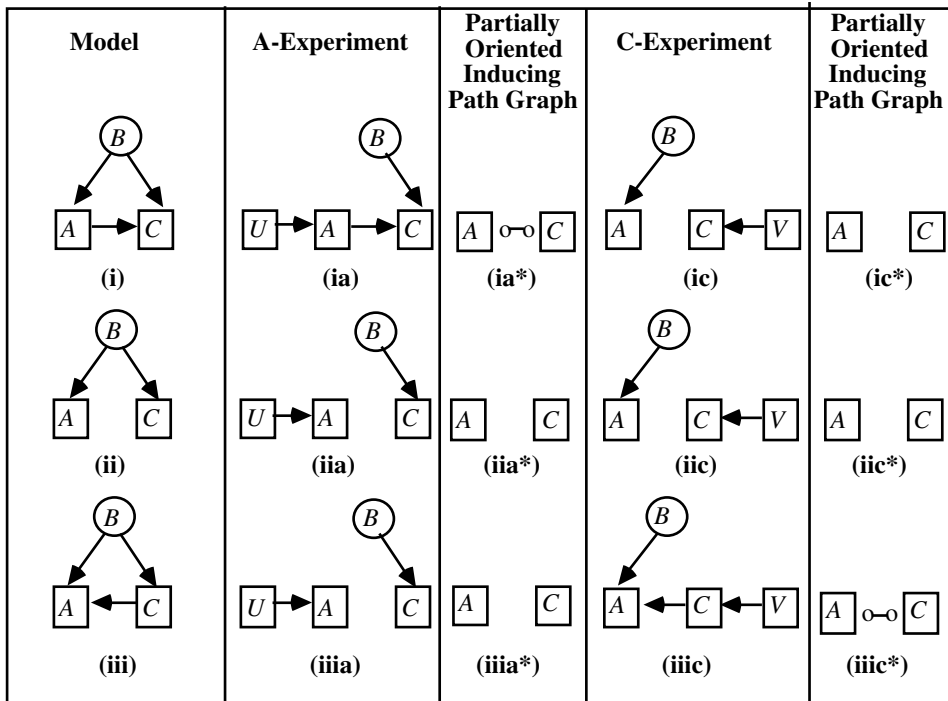 Model
A-Experiment
Partially
Oriented
Inducing
Path Graph
C-Experiment
Partially
Oriented
Inducing
Path Graph
B
B
B
A C
U A C
A o-o C
A C V
A C
(i)
(ia)
(ia*)
(ic)
(ic*)
B
B
B
A C
U A C
A C
A C V
A C
(ii)
(iia)
(iia*)
(iic)
(iic*)
B
B
B
A C
U A C
A C
A C V
A o-o C
(iii)
(iiia)
(iiia*)
(iiic)
(iiic*)